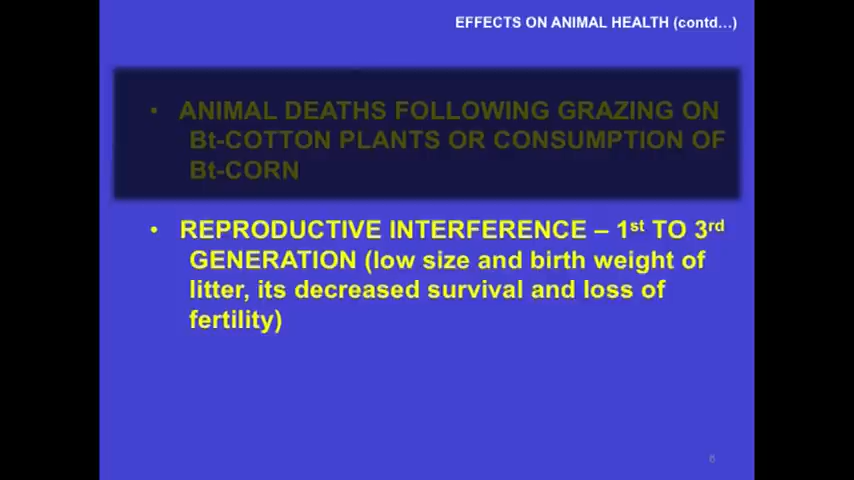 EFFECTS ON ANIMAL HEALTH (contd...)
• ANIMAL DEATHS FOLLOWING GRAZING ON
Bt-COTTON PLANTS OR CONSUMPTION OF
Bt-CORN
• REPRODUCTIVE INTERFERENCE – 1st TO 3rd
GENERATION (low size and birth weight of
litter, its decreased survival and loss of
fertility)
8